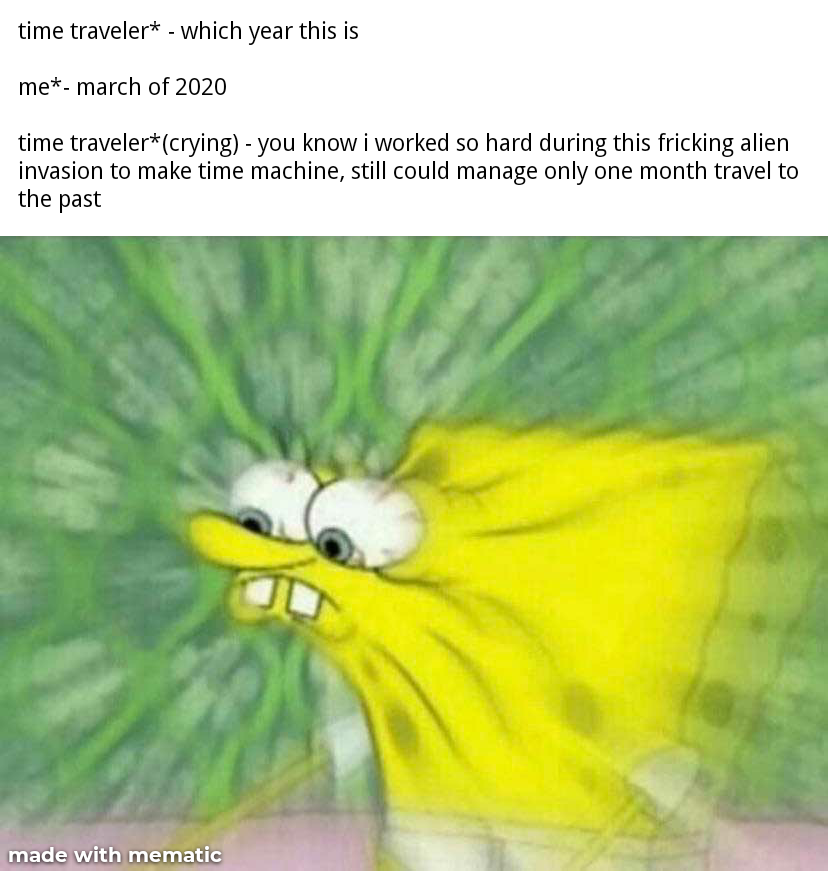 time traveler* - which year this is
me*- march of 2020
time traveler*(crying) - you know i worked so hard during this fricking alien
invasion to make time machine, still could manage only one month travel to
the past
made with mematic